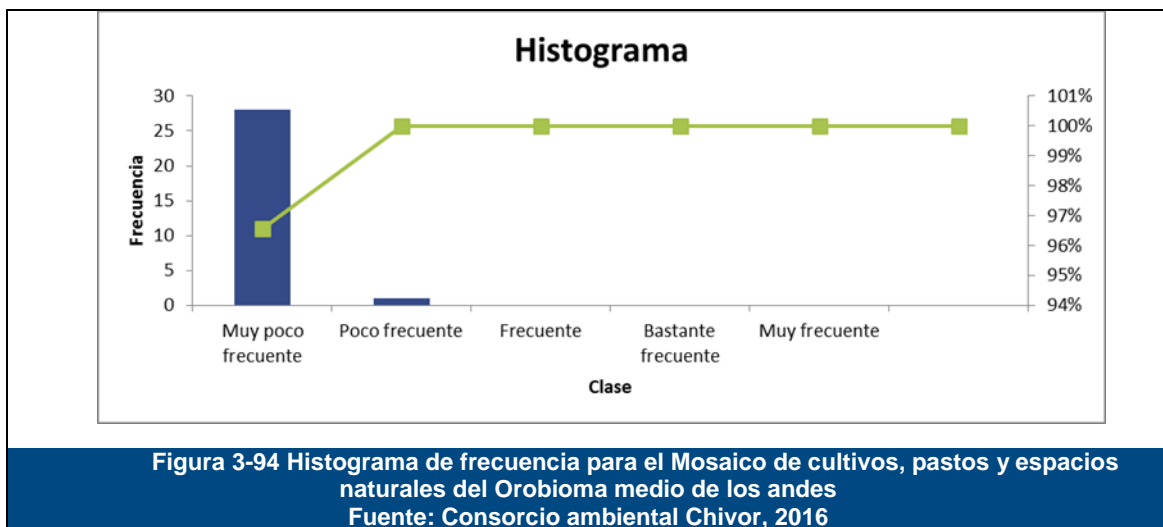 Histograma
30
25
20
15
10
5
0
Frecuencia
101%
100%
99%
98%
97%
96%
95%
94%
Muy poco
frecuente
Poco frecuente
Frecuente
Bastante
frecuente
Muy frecuente
Clase
Figura 3-94 Histograma de frecuencia para el Mosaico de cultivos, pastos y espacios
naturales del Orobioma medio de los andes
Fuente: Consorcio ambiental Chivor, 2016